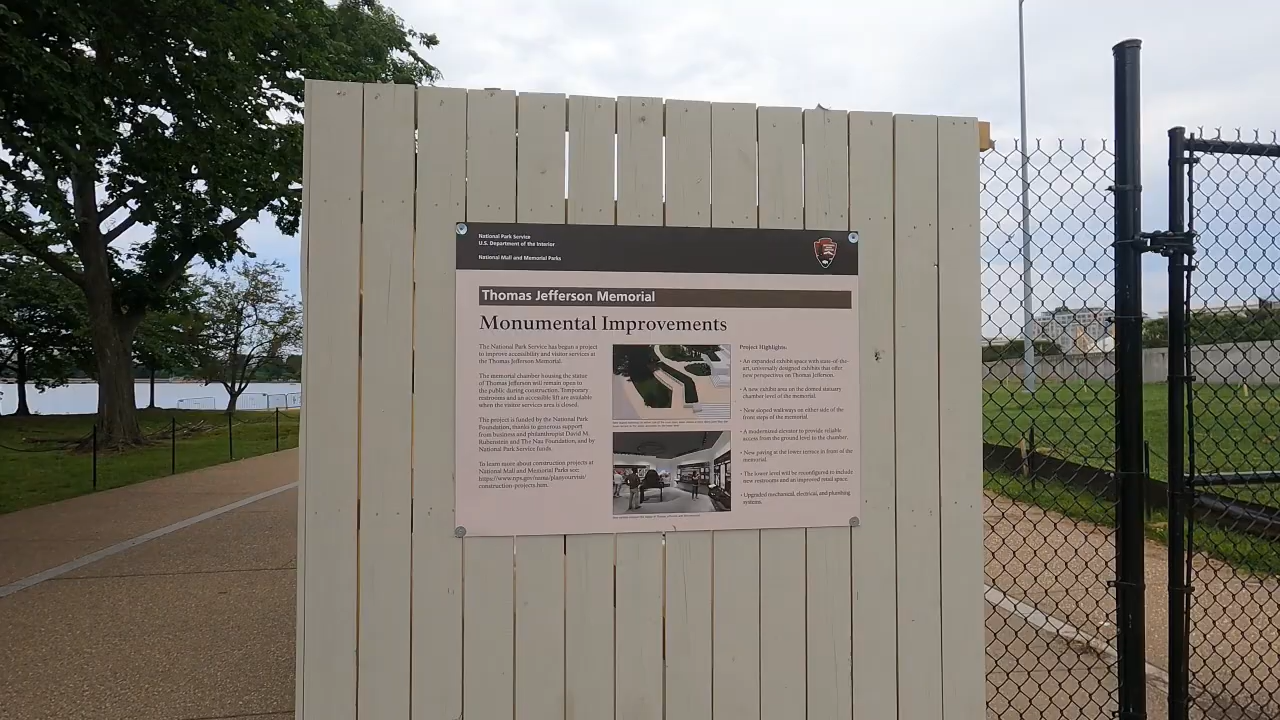 National Park Service
U.S. Department of the Interior
National Mall and Memorial Parks
Thomas Jefferson Memorial
Monumental Improvements
The National Park Service has begun a project
to improve accessibility and visitor services at
the Thomas Jefferson Memorial.
The memorial chamber housing the statue
of Thomas Jefferson will remain open to
the public during construction. Temporary
restrooms and an accessible lift are available
when the visitor services area is closed.
The project is funded by the National Park
Foundation, thanks to generous support
from business and philanthropist David M.
Rubenstein and The Nau Foundation, and by
National Park Service funds.
To learn more about construction projects at
National Mall and Memorial Parks see:
https://www.nps.gov/nama/planyourvisit/
construction-projects.htm.
Project Highlights:
• An expanded exhibit space with state-of-the-
art, universally designed exhibits that offer
new perspectives on Thomas Jefferson.
• A new exhibit area on the domed statuary
chamber level of the memorial.
• New sloped walkways on either side of the
front steps of the memorial.
• A modernized elevator to provide reliable
access from the ground level to the chamber.
• New paving at the lower terrace in front of the
memorial.
• The lower level will be reconfigured to include
new restrooms and an improved retail space.
• Upgraded mechanical, electrical, and plumbing
systems.